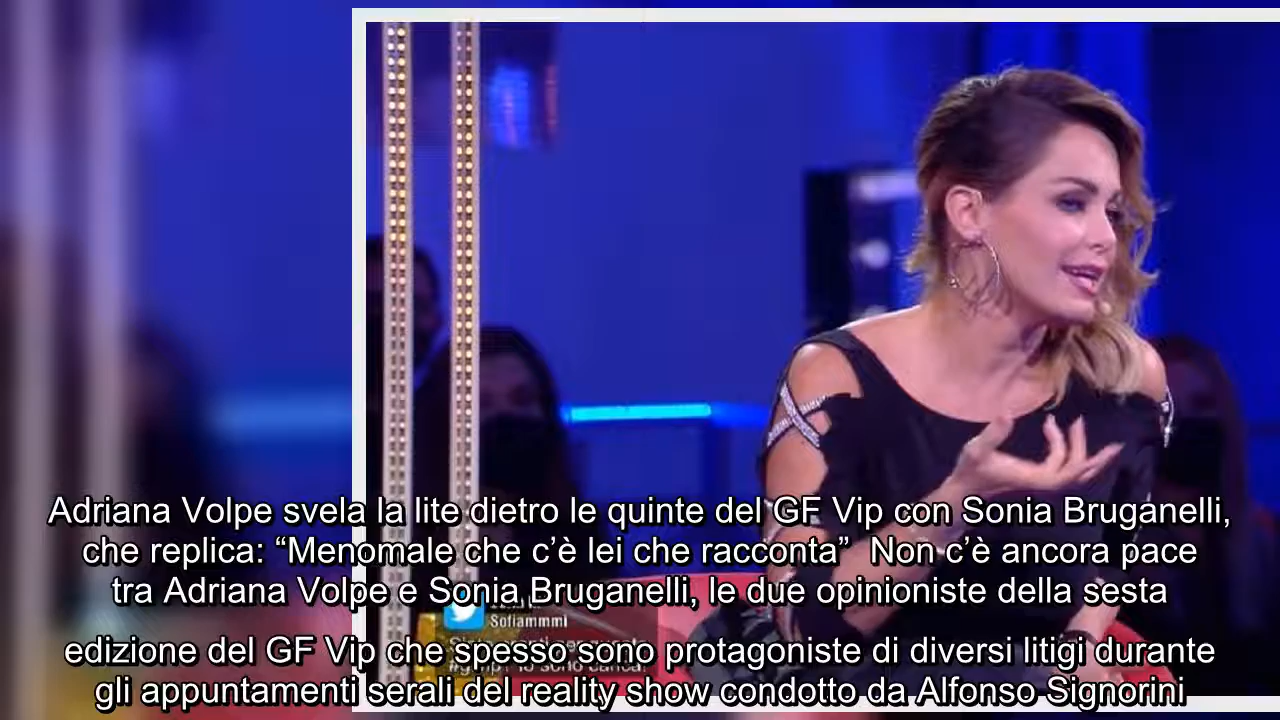 Adriana Volpe svela la lite dietro le quinte del GF Vip con Sonia Bruganelli,
che replica: “Menomale che c’è lei che racconta” Non c’è ancora pace
tra Adriana Volpe e Sonia Bruganelli, le due opinioniste della sesta
Sofiammmi
edizione del GF Vip che spesso sono protagoniste di diversi litigi durante
gli appuntamenti serali del reality show condotto da Alfonso Signorini